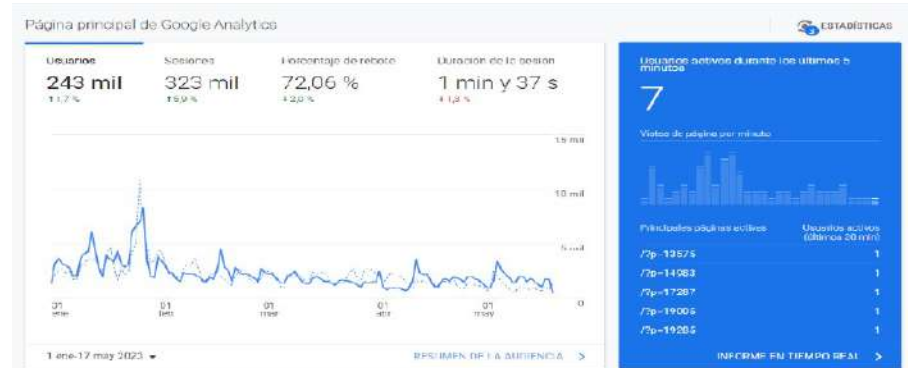 Página principal de Google Analytics
ESTADÍSTICAS
3
Usuarios
243 mil
Sesiones
323 mil
Porcentaje de rebote
72,06 %
Duración de la sesión
1 min y 37 s
15 mil
10 mil
5 mil
0
01
ene
01
feb
01
mar
01
abr
01
may
1 ene-17 may 2023
RESUMEN DE LA AUDIENCIA >
Usuarios activos durante los últimos 5
minutos
7
Vistas de página por minuto
Principales páginas activas
Usuarios activos
/?p=13575 1
/?p=14983 1
/?p=17287 1
/?p=19005 1
/?p=19285 1
INFORME EN TIEMPO REAL >